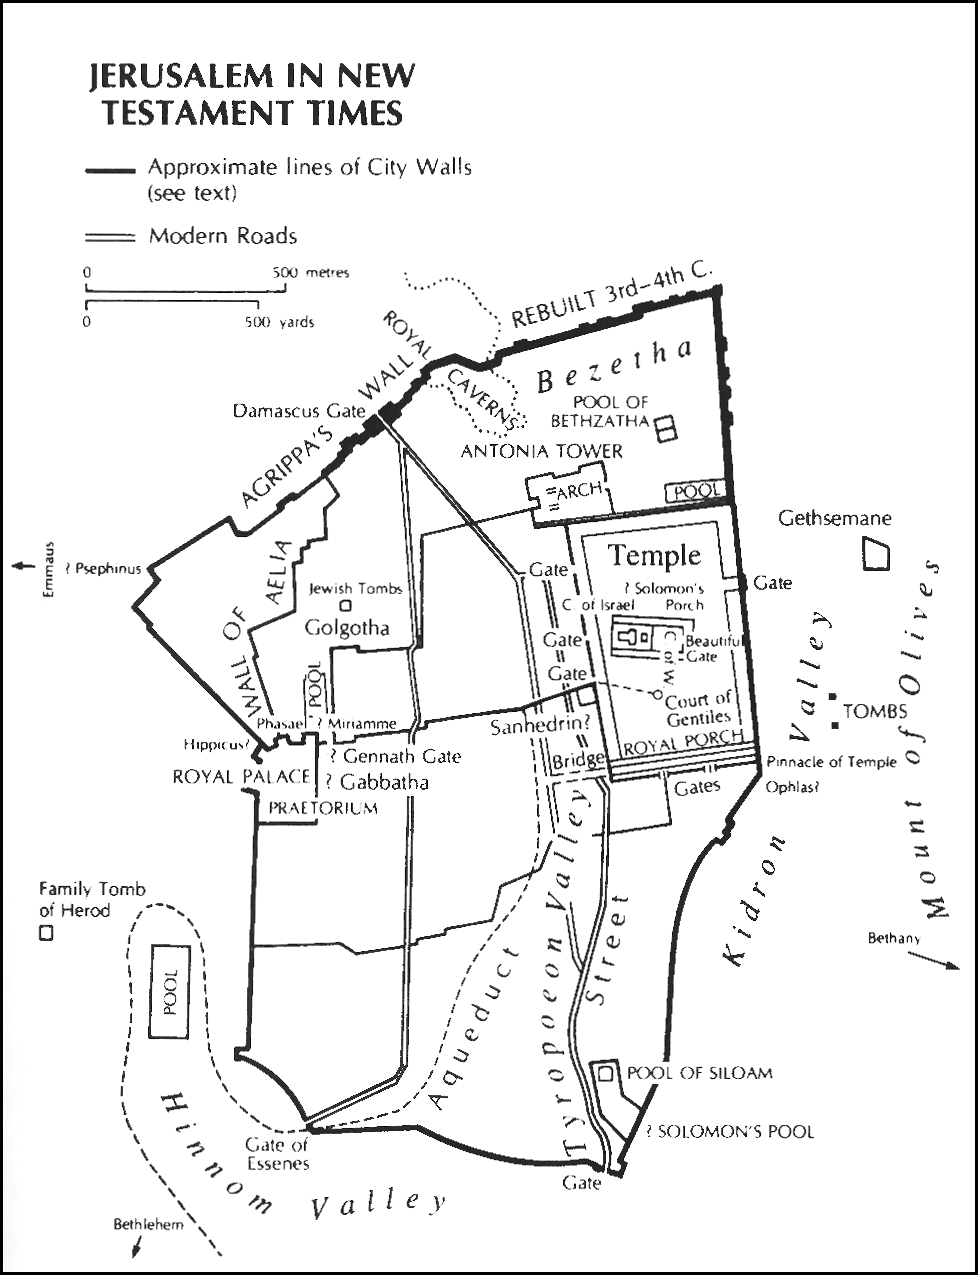 JERUSALEM IN NEW
TESTAMENT TIMES
Approximate lines of City Walls
(see text)
Modern Roads
0 500 metres
0 500 yards
REBUILT 3rd–4th C.
ROYAL
CAVERNS
AGRIPPA'S WALL
Damascus Gate
Bezetha
POOL OF
BETHZATHA
ANTONIA TOWER
ARCH
POOL
Gethsemane
Emmaus
? Psephinus
WALL OF AELIA
Jewish Tombs
Golgotha
POOL
Temple
Gate
Gate
? Solomon's
Porch
C. of Israel
Gate
Beautiful
Gate
C of W
Gate
Court of
Gentiles
Sanhedrin?
ROYAL PORCH
Bridge
Gates
Pinnacle of Temple
Ophlas?
Kidron Valley
TOMBS
Mount of Olives
Phasael ? Miriamme
Hippicus?
? Gennath Gate
ROYAL PALACE
? Gabbatha
PRAETORIUM
Family Tomb
of Herod
POOL
Bethany
Aqueduct
Tyropoeon Valley
Street
POOL OF SILOAM
? SOLOMON'S POOL
Gate of
Essenes
Gate
Hinnom Valley
Bethlehem